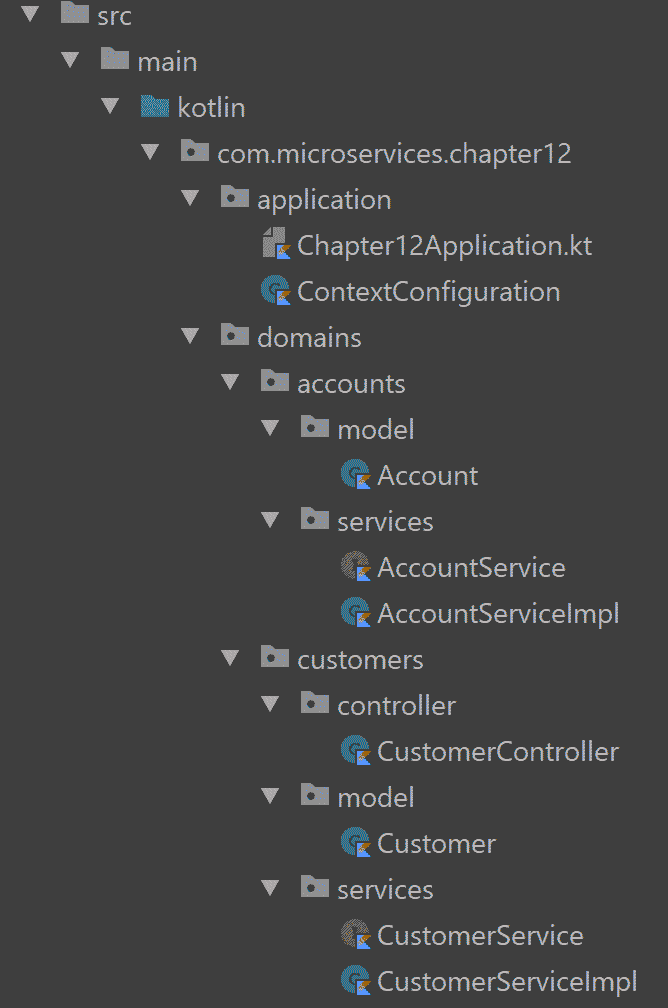 src
main
kotlin
com.microservices.chapter12
application
Chapter12Application.kt
ContextConfiguration
domains
accounts
model
Account
services
AccountService
AccountServiceImpl
customers
controller
CustomerController
model
Customer
services
CustomerService
CustomerServiceImpl